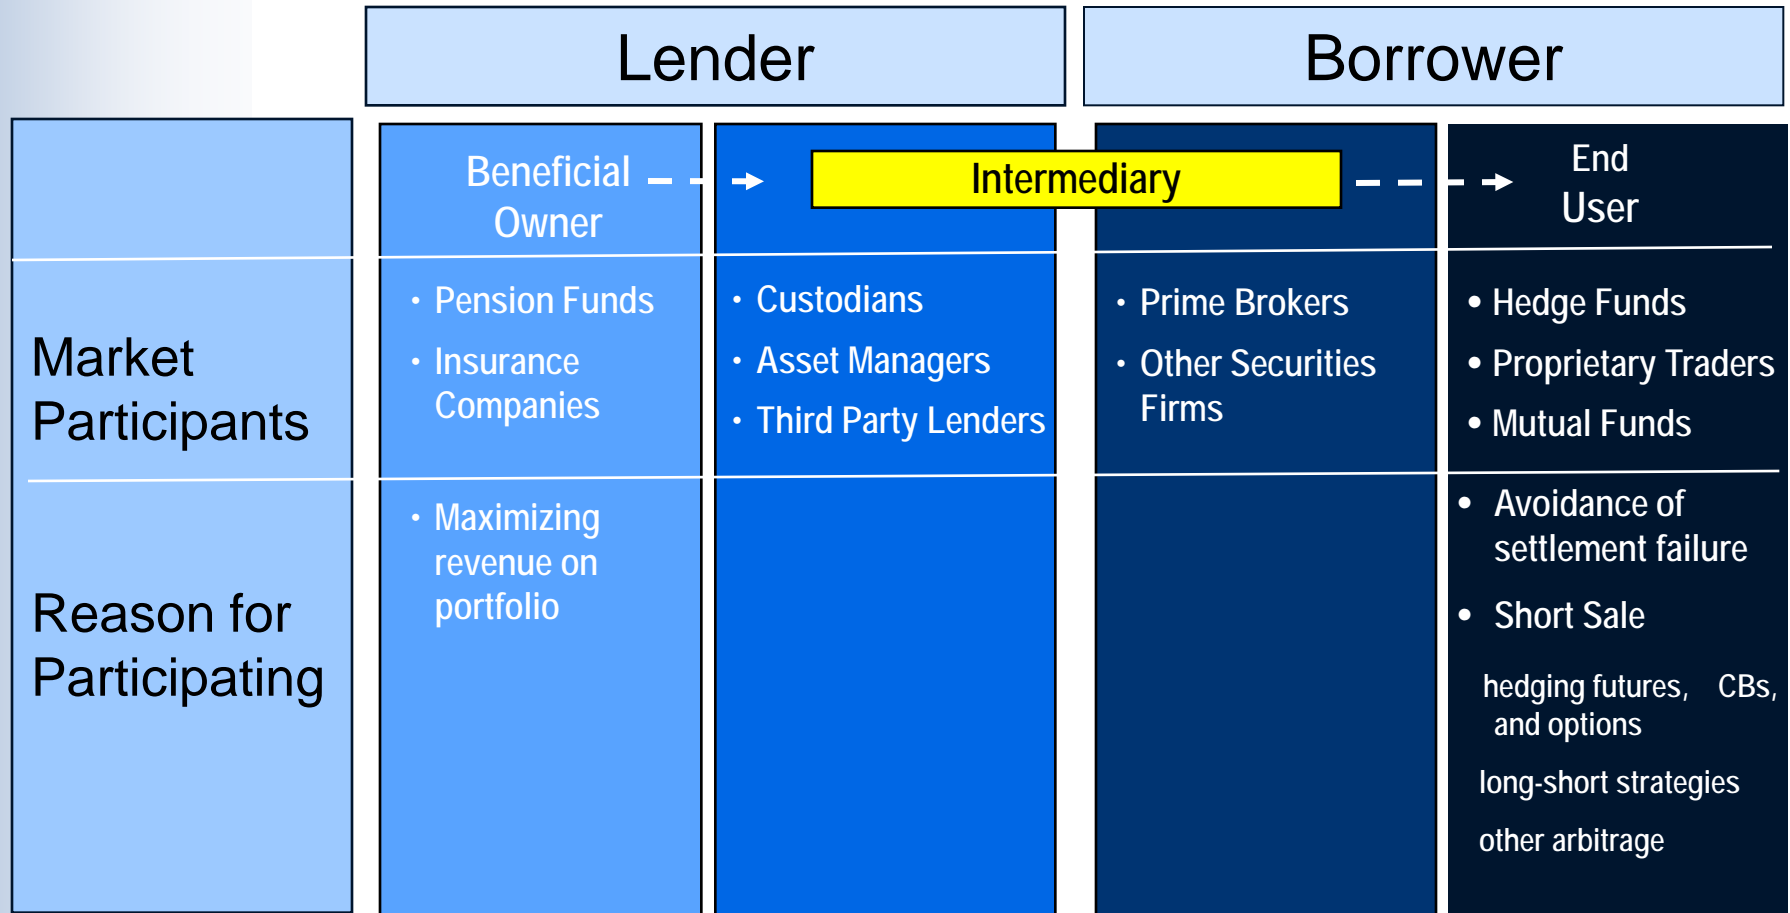 Lender
Borrower
Beneficial
Owner
Intermediary
End
User
Market
Participants
・ Pension Funds
・ Insurance
Companies
・ Custodians
・ Asset Managers
・ Third Party Lenders
・ Prime Brokers
・ Other Securities
Firms
• Hedge Funds
• Proprietary Traders
• Mutual Funds
Reason for
Participating
・ Maximizing
revenue on
portfolio
• Avoidance of
settlement failure
• Short Sale
hedging futures, CBs,
and options
long-short strategies
other arbitrage